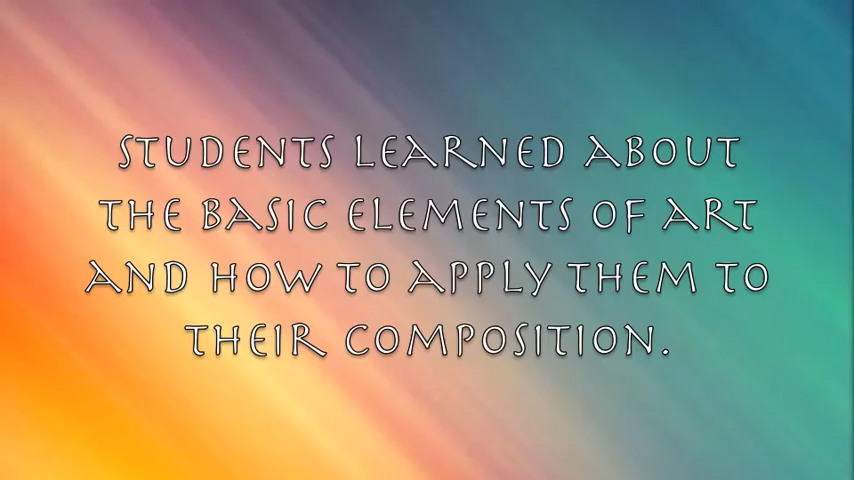 STUDENTS LEARNED ABOUT
THE BASIC ELEMENTS OF ART
AND HOW TO APPLY THEM TO
THEIR COMPOSITION.